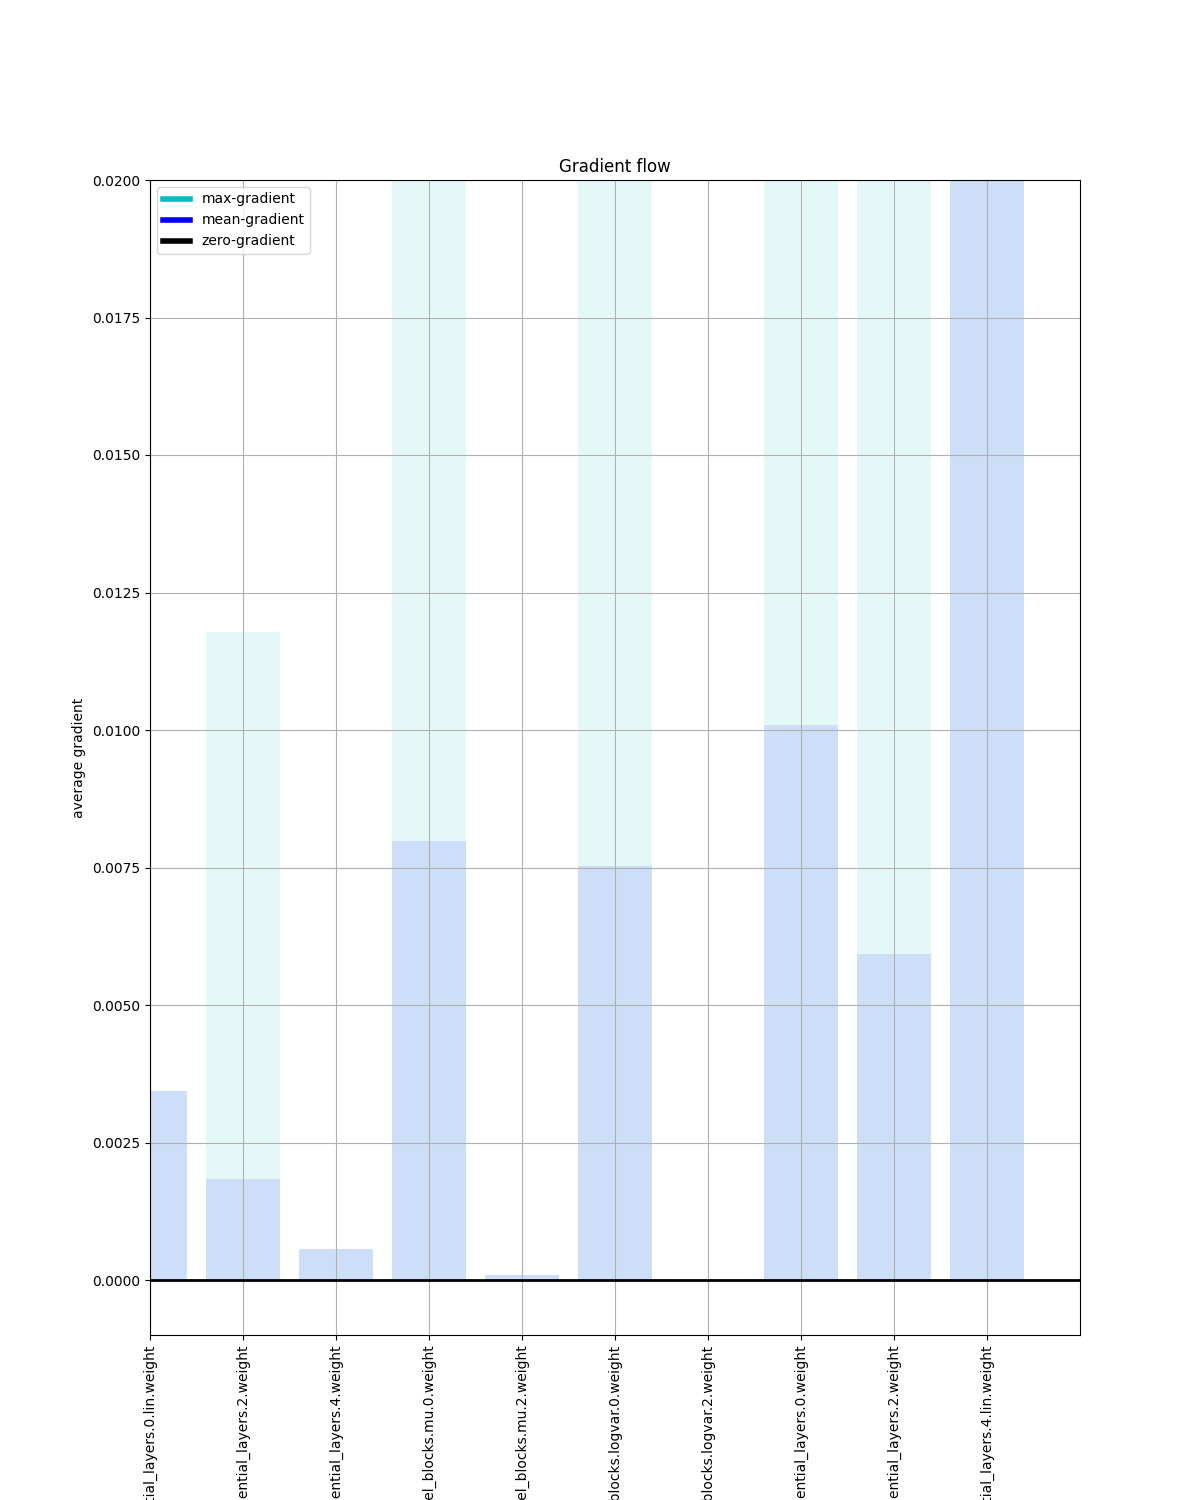 Gradient flow
max-gradient
mean-gradient
zero-gradient
0.0200
0.0175
0.0150
0.0125
0.0100
0.0075
0.0050
0.0025
0.0000
average gradient
tial_layers.0.lin.weight
ential_layers.2.weight
ential_layers.4.weight
el_blocks.mu.0.weight
el_blocks.mu.2.weight
blocks.logvar.0.weight
blocks.logvar.2.weight
ential_layers.0.weight
ential_layers.2.weight
tial_layers.4.lin.weight